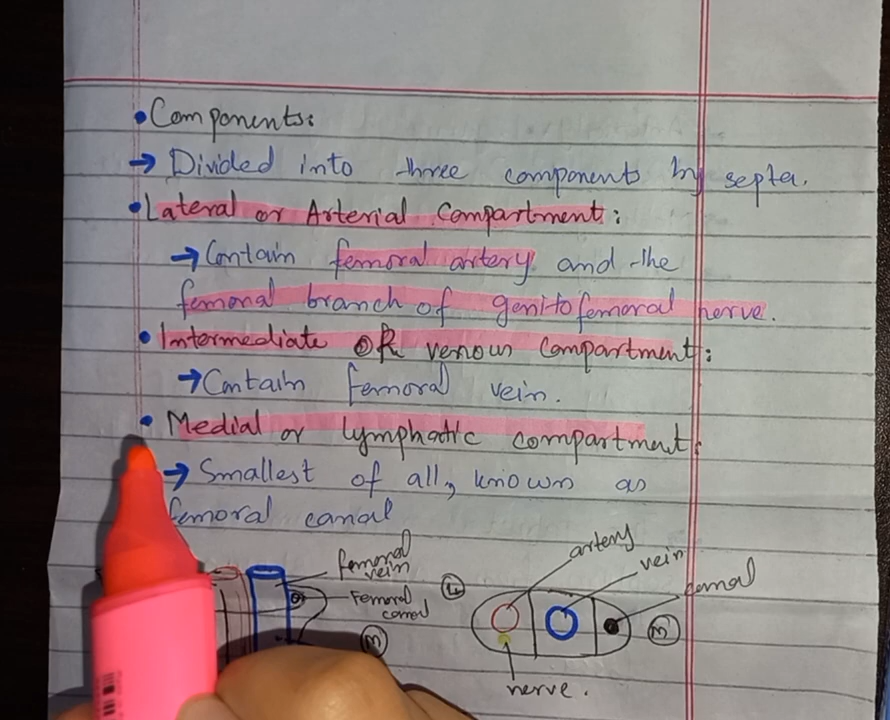 • Components:
→ Divided into three components by septa.
• Lateral or Arterial Compartment:
→ Contain femoral artery and the
femoral branch of genitofemoral nerve.
• Intermediate OR venous Compartment:
→ Contain femoral vein.
• Medial or lymphatic compartment:
→ Smallest of all, known as
femoral canal
femoral
vein
Femoral
canal
M
L
artery
vein
canal
M
nerve.